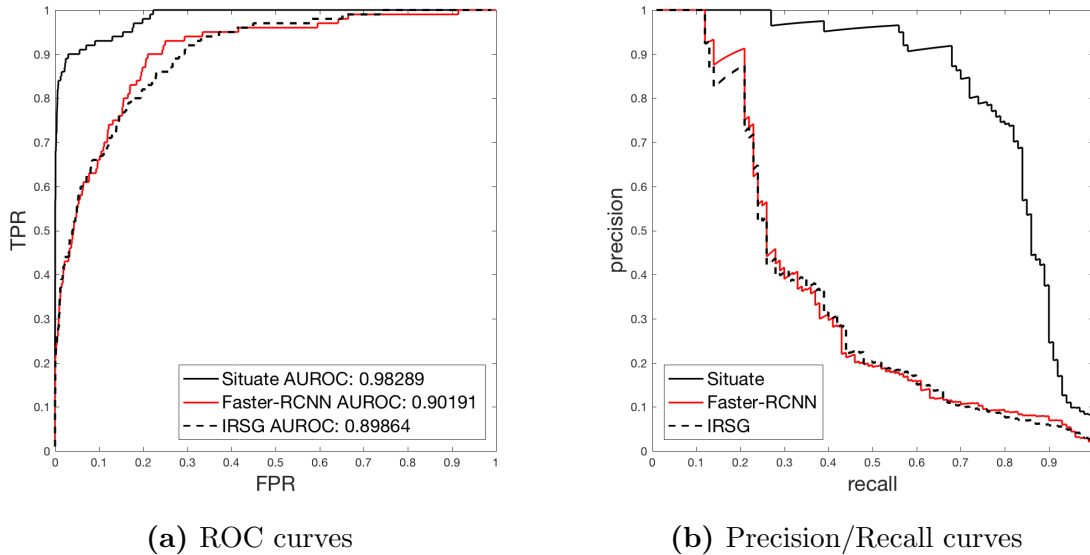 1
0.9
0.8
0.7
0.6
0.5
0.4
0.3
0.2
0.1
0
TPR
0 0.1 0.2 0.3 0.4 0.5 0.6 0.7 0.8 0.9 1
FPR
Situate AUROC: 0.98289
Faster-RCNN AUROC: 0.90191
IRSG AUROC: 0.89864
(a) ROC curves
1
0.9
0.8
0.7
0.6
0.5
0.4
0.3
0.2
0.1
0
precision
0 0.1 0.2 0.3 0.4 0.5 0.6 0.7 0.8 0.9
recall
Situate
Faster-RCNN
IRSG
(b) Precision/Recall curves